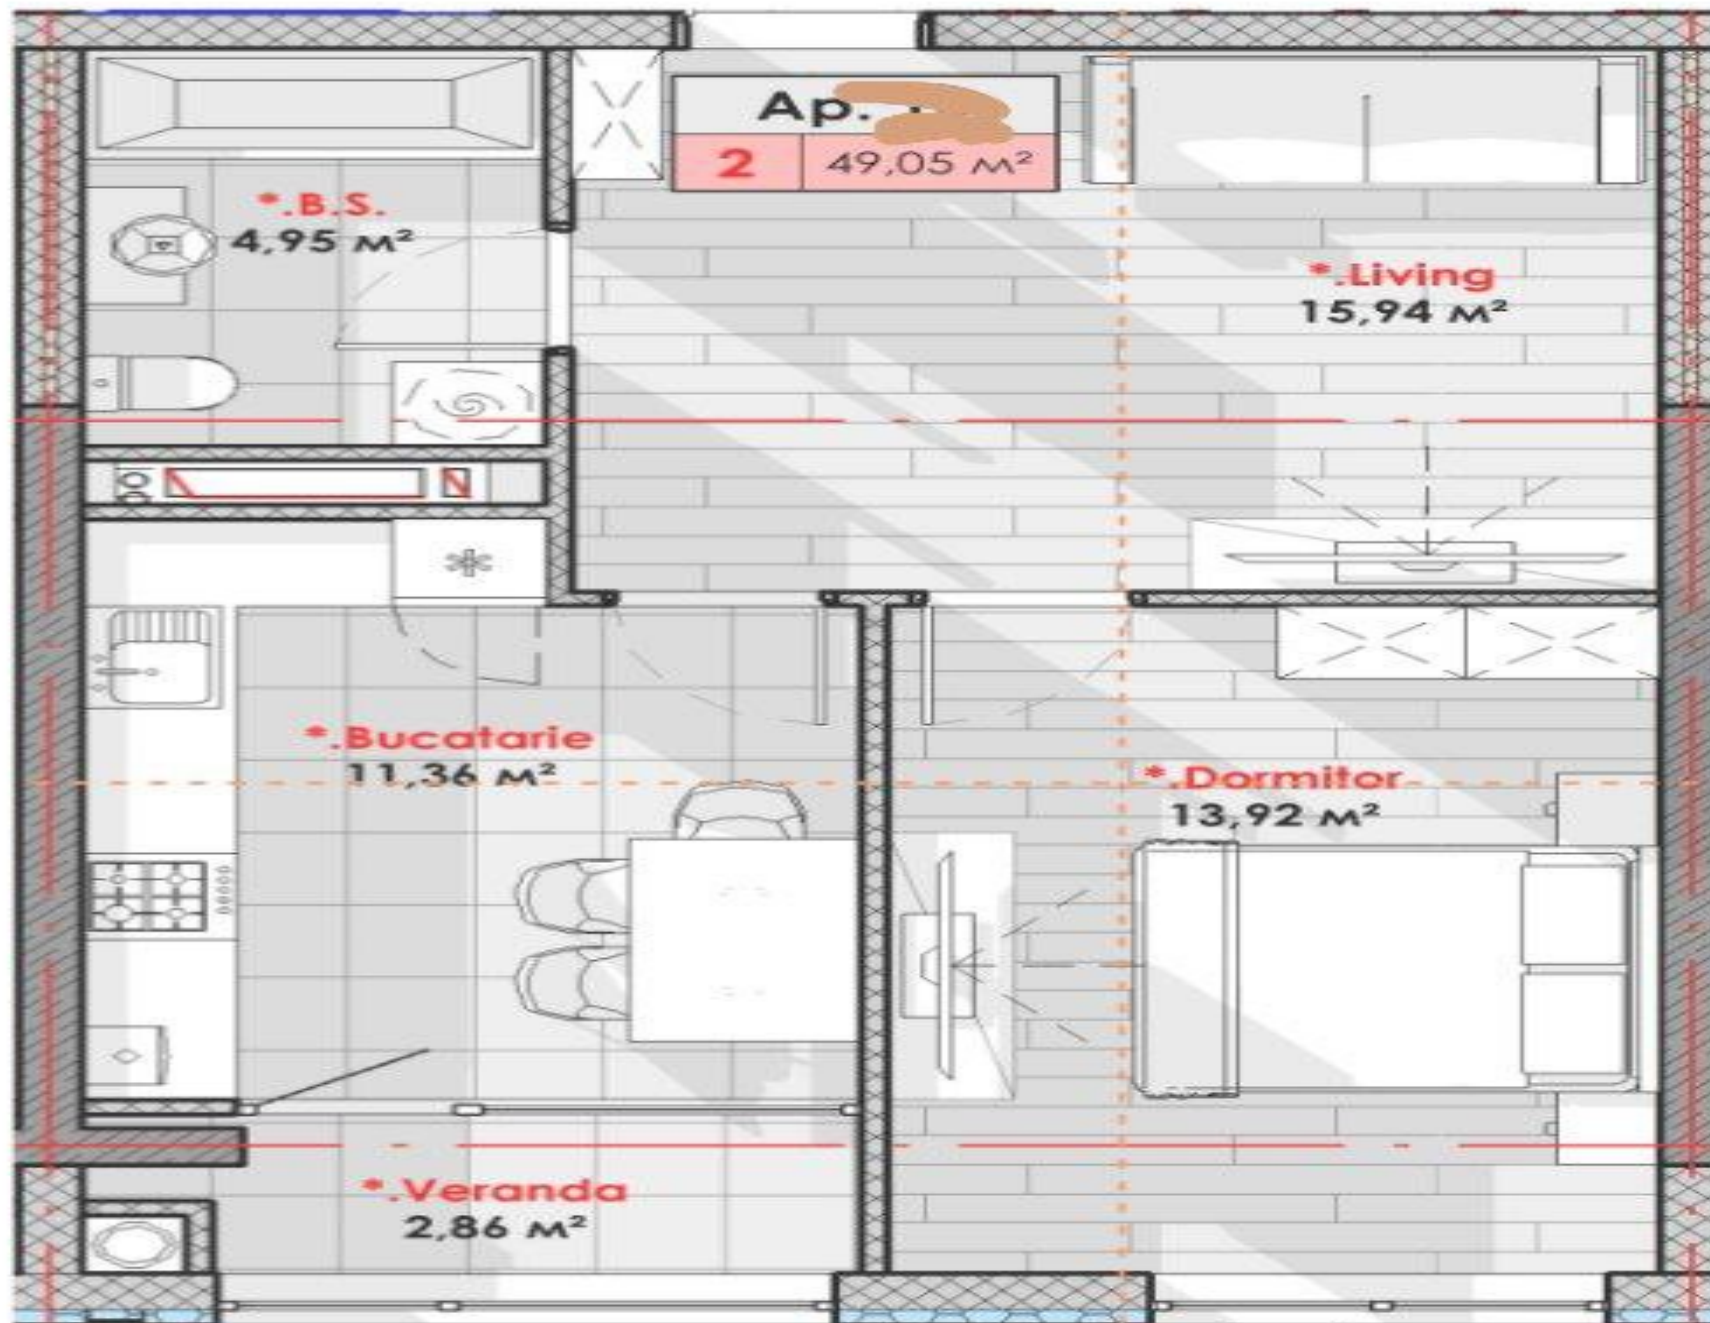 Ap.
2 49,05 м²
*.B.S.
4,95 м²
*.Living
15,94 м²
*.Bucatarie
11,36 м²
*.Dormitor
13,92 м²
*.Veranda
2,86 м²